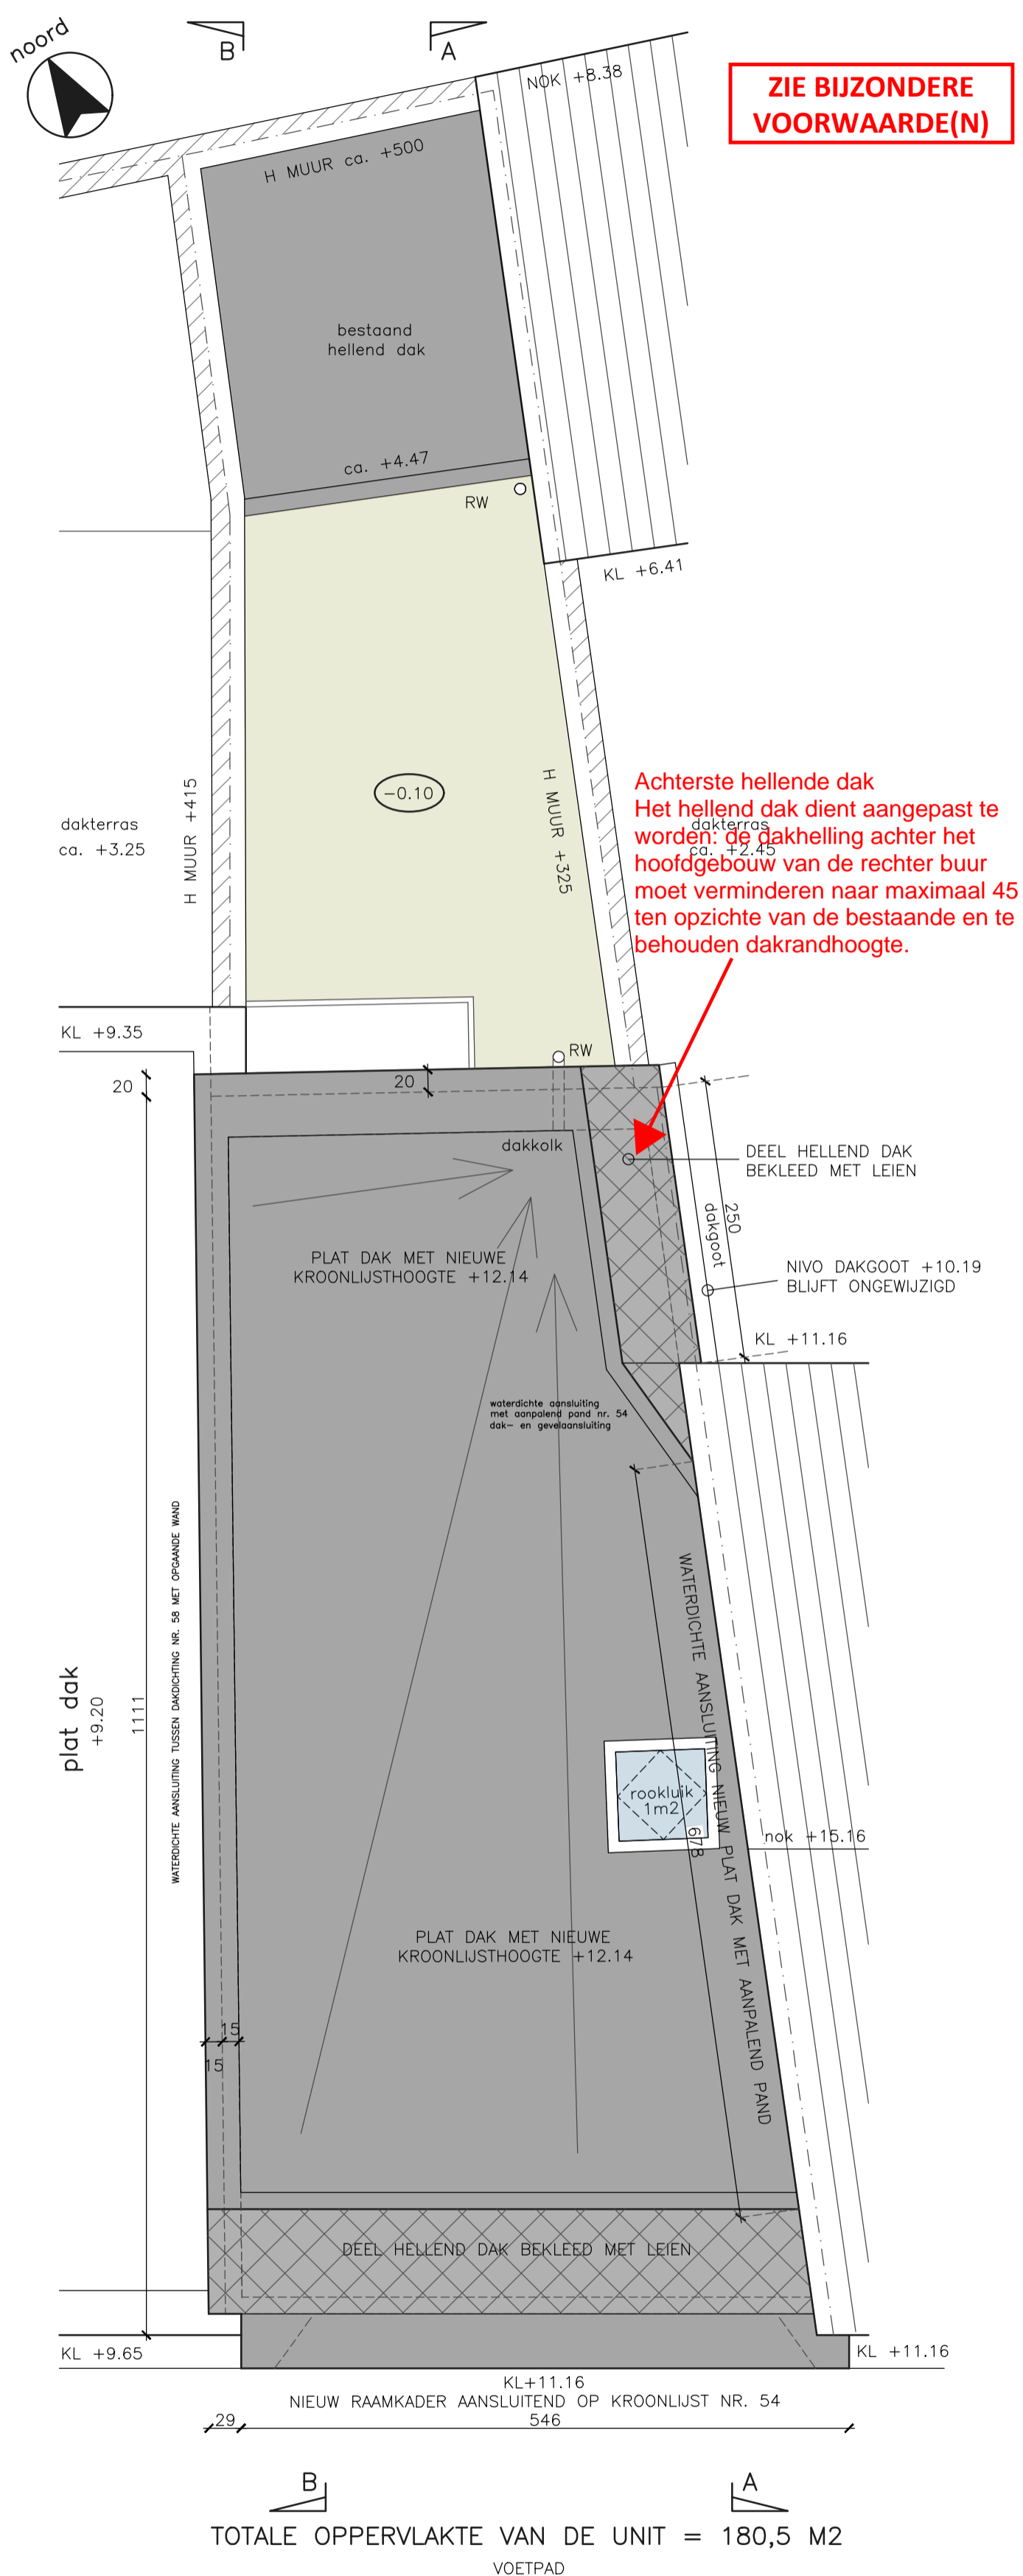 noord
B
A
NOK +8.38
ZIE BIJZONDERE
VOORWAARDE(N)
H MUUR ca. +500
bestaand
hellend dak
ca. +4.47
RW
KL +6.41
H MUUR +415
dakterras
ca. +3.25
-0.10
H MUUR +325
dakterras
ca. +2.45
Achterste hellende dak
Het hellend dak dient aangepast te
worden: de dakhelling achter het
hoofdgebouw van de rechter buur
moet verminderen naar maximaal 45
ten opzichte van de bestaande en te
behouden dakrandhoogte.
KL +9.35
RW
20
20
dakkolk
DEEL HELLEND DAK
BEKLEED MET LEIEN
250
dakgoot
PLAT DAK MET NIEUWE
KROONLIJSTHOOGTE +12.14
NIVO DAKGOOT +10.19
BLIJFT ONGEWIJZIGD
KL +11.16
waterdichte aansluiting
met aanpalend pand nr. 54
dak- en gevelaansluiting
WATERDICHTE AANSLUITING TUSSEN DAKDICHTING NR. 58 MET OPGAANDE WAND
WATERDICHTE AANSLUITING NIEUW PLAT DAK MET AANPALEND PAND
plat dak
+9.20
1111
rookluik
1m2
678
nok +15.16
PLAT DAK MET NIEUWE
KROONLIJSTHOOGTE +12.14
15
15
DEEL HELLEND DAK BEKLEED MET LEIEN
KL +9.65
KL +11.16
KL+11.16
NIEUW RAAMKADER AANSLUITEND OP KROONLIJST NR. 54
29
546
B
A
TOTALE OPPERVLAKTE VAN DE UNIT = 180,5 M2
VOETPAD